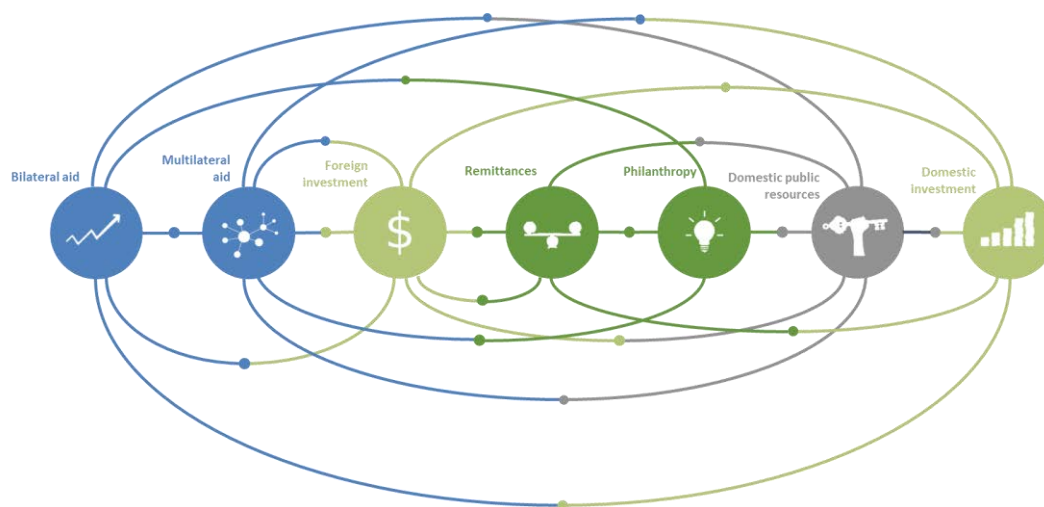 Bilateral aid
Multilateral
aid
Foreign
investment
$
Remittances
Philanthropy
Domestic public
resources
Domestic
investment